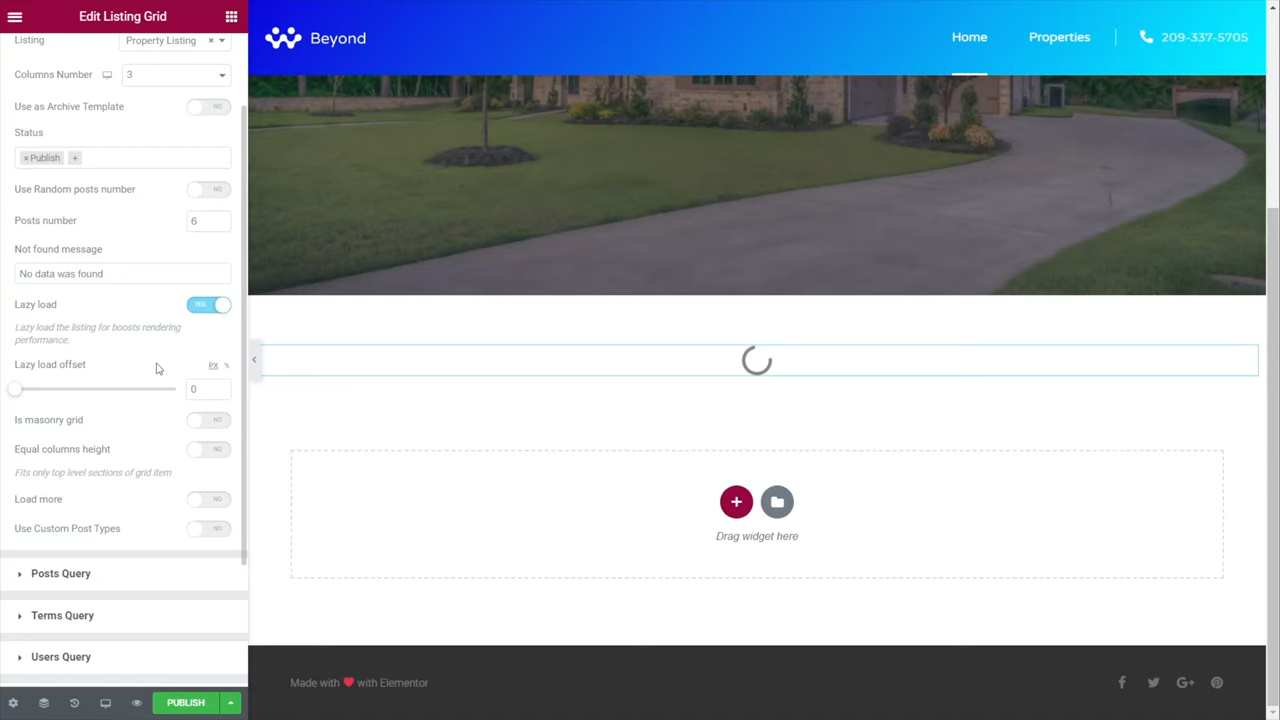 Edit Listing Grid
Listing
Property Listing × 
Columns Number
3
Use as Archive Template
NO
Status
×Publish +
Use Random posts number
NO
Posts number
6
Not found message
No data was found
Lazy load
YES
Lazy load the listing for boosts rendering
performance.
Lazy load offset
PX %
0
Is masonry grid
NO
Equal columns height
NO
Fits only top level sections of grid item
Load more
NO
Use Custom Post Types
NO
Posts Query
Terms Query
Users Query
PUBLISH
Beyond
Home
Properties
209-337-5705
Drag widget here
Made with ❤ with Elementor